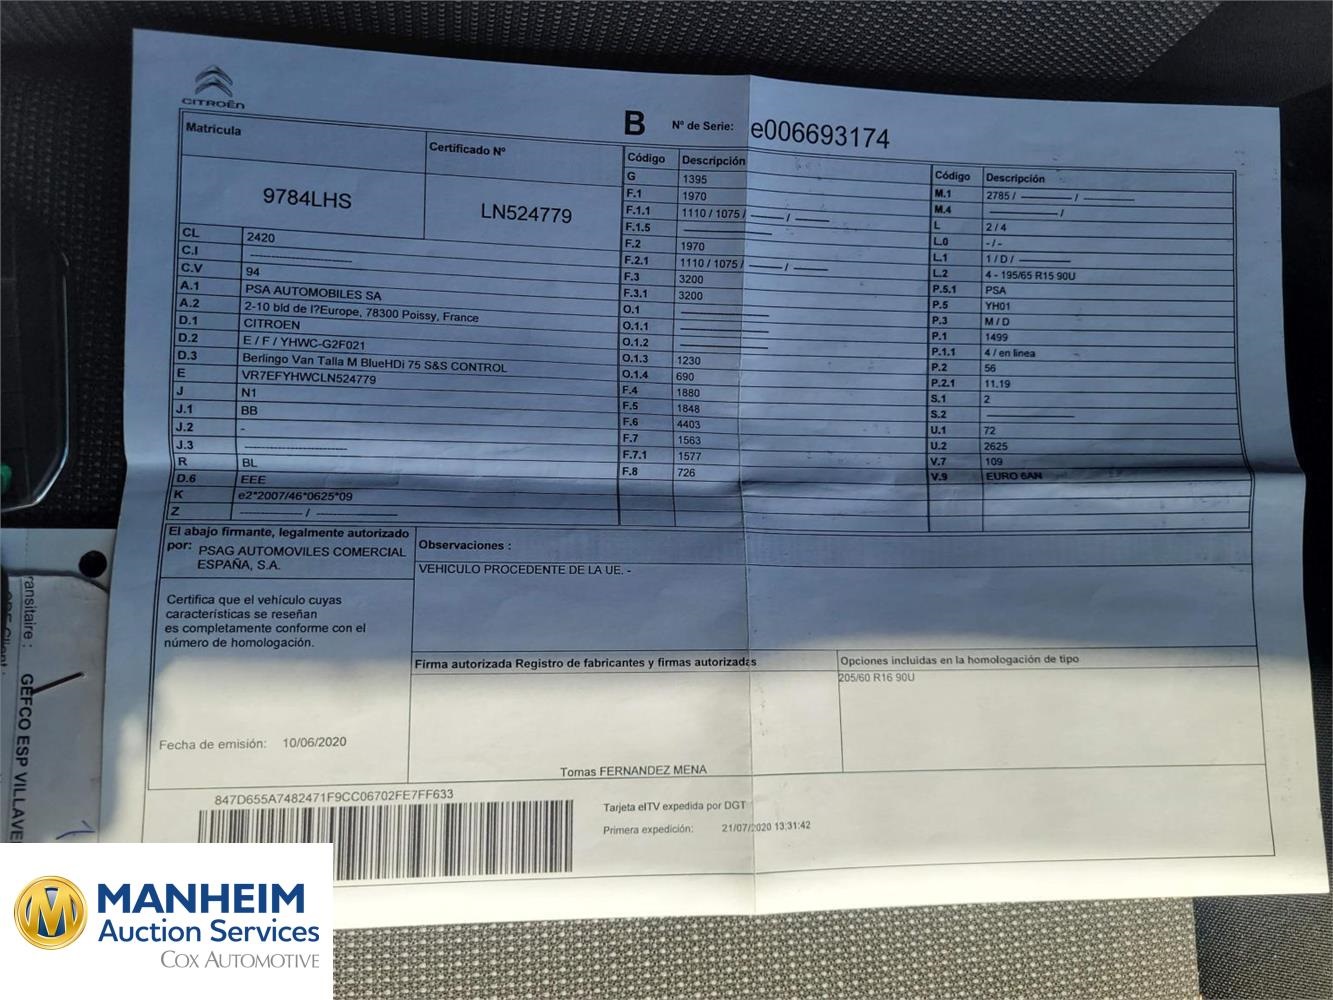 CITROËN
B Nº de Serie: e006693174
Matrícula
9784LHS
Certificado Nº
LN524779
CL 2420
C.I --------------------
C.V 94
A.1 PSA AUTOMOBILES SA
A.2 2-10 bld de l?Europe, 78300 Poissy, France
D.1 CITROEN
D.2 E / F / YHWC-G2F021
D.3 Berlingo Van Talla M BlueHDi 75 S&S CONTROL
E VR7EFYHWCLN524779
J N1
J.1 BB
J.2 -
J.3 --------------------
R BL
D.6 EEE
K e2*2007/46*0625*09
Z ------------ / ----------------
Código Descripción
G 1395
F.1 1970
F.1.1 1110 / 1075 / ------ / ------
F.1.5 ----------------
F.2 1970
F.2.1 1110 / 1075 / ------ / ------
F.3 3200
F.3.1 3200
O.1 ----------------
O.1.1 ----------------
O.1.2 ----------------
O.1.3 1230
O.1.4 690
F.4 1880
F.5 1848
F.6 4403
F.7 1563
F.7.1 1577
F.8 726
Código Descripción
M.1 2785 / -------- / --------
M.4 ------------ /
L 2 / 4
L.0 - / -
L.1 1 / D / --------
L.2 4 - 195/65 R15 90U
P.5.1 PSA
P.5 YH01
P.3 M / D
P.1 1499
P.1.1 4 / en linea
P.2 56
P.2.1 11.19
S.1 2
S.2 ----------------
U.1 72
U.2 2625
V.7 109
V.9 EURO 6AN
El abajo firmante, legalmente autorizado
por: PSAG AUTOMOVILES COMERCIAL
ESPAÑA, S.A.
Certifica que el vehículo cuyas
características se reseñan
es completamente conforme con el
número de homologación.
Fecha de emisión: 10/06/2020
Observaciones :
VEHICULO PROCEDENTE DE LA UE. -
Firma autorizada Registro de fabricantes y firmas autorizadas
Tomas FERNANDEZ MENA
Opciones incluidas en la homologación de tipo
205/60 R16 90U
847D655A7482471F9CC06702FE7FF633
Tarjeta eITV expedida por DGT
Primera expedición: 21/07/2020 13:31:42
ransitaire :
GEFCO ESP VILLAVE
M MANHEIM
Auction Services
COX AUTOMOTIVE